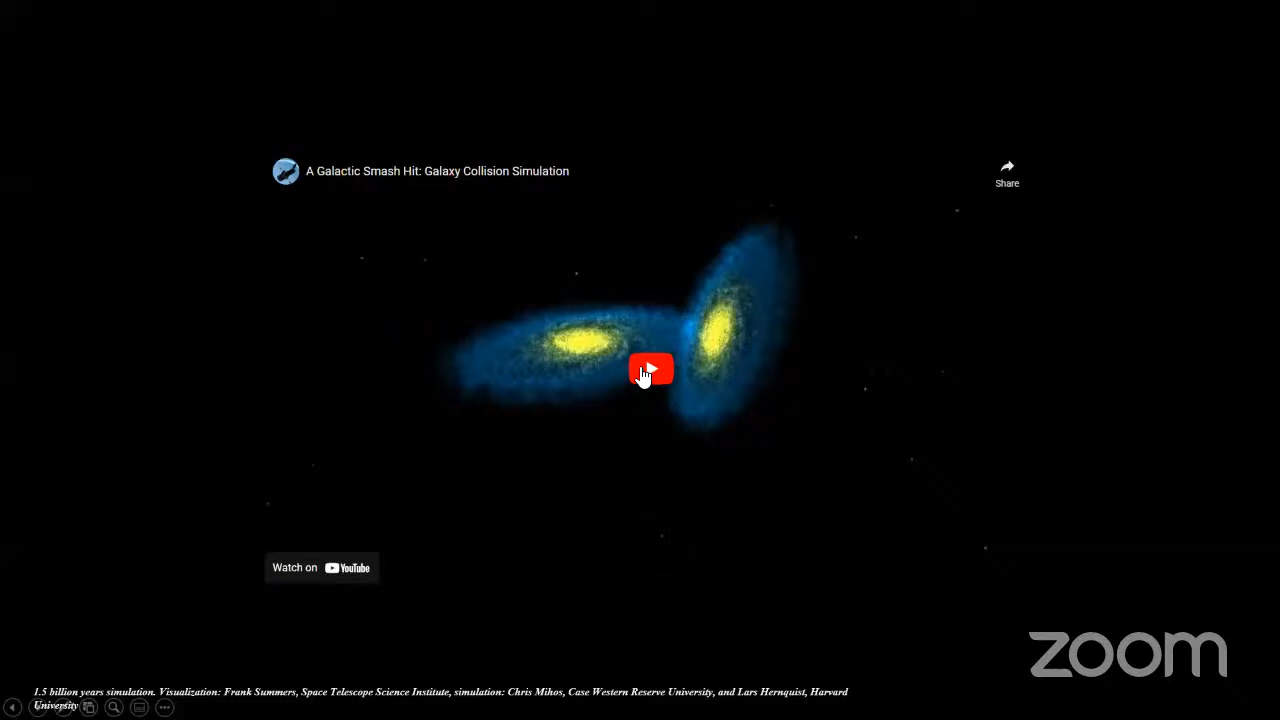 A Galactic Smash Hit: Galaxy Collision Simulation
Share
Watch on YouTube
zoom
1.5 billion years simulation. Visualization: Frank Summers, Space Telescope Science Institute, simulation: Chris Mihos, Case Western Reserve University, and Lars Hernquist, Harvard
University